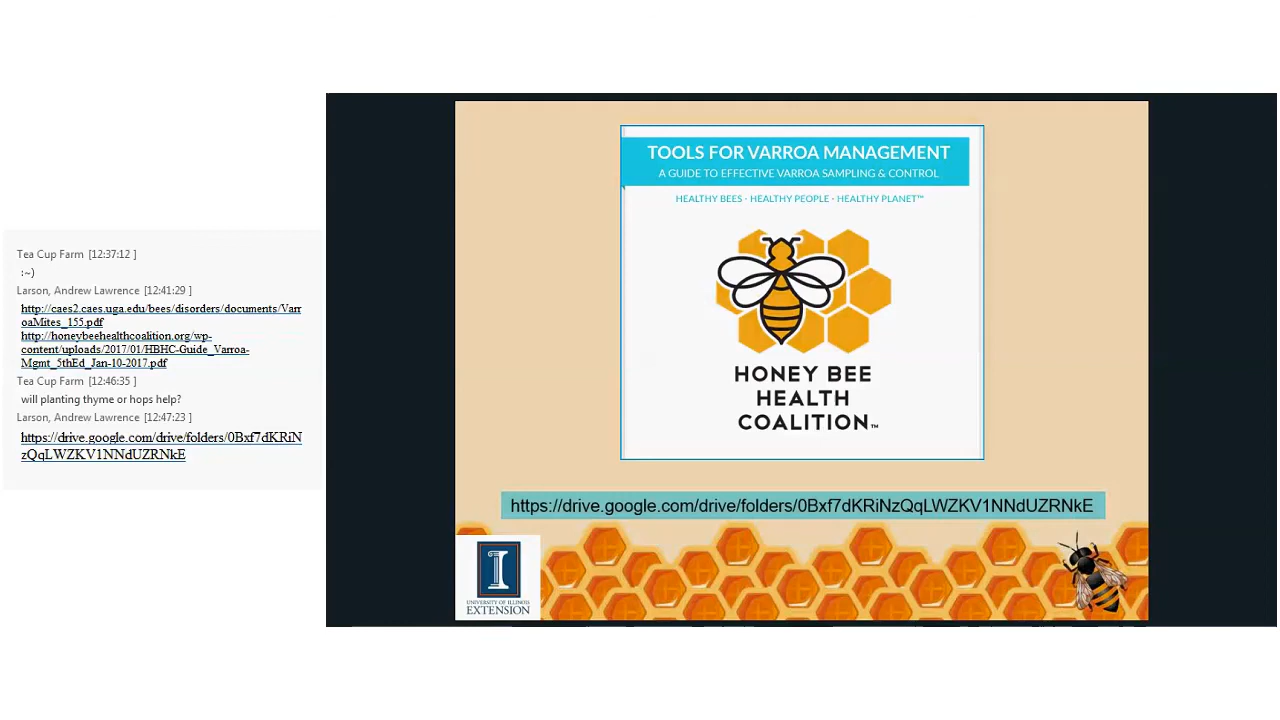 Tea Cup Farm [12:37:12 ]
:~)
Larson, Andrew Lawrence [12:41:29 ]
http://caes2.caes.uga.edu/bees/disorders/documents/Varr
oaMites_155.pdf
http://honeybeehealthcoalition.org/wp-
content/uploads/2017/01/HBHC-Guide_Varroa-
Mgmt_5thEd_Jan-10-2017.pdf
Tea Cup Farm [12:46:35 ]
will planting thyme or hops help?
Larson, Andrew Lawrence [12:47:23 ]
https://drive.google.com/drive/folders/0Bxf7dKRiN
zQqLWZKV1NNdUZRNkE
TOOLS FOR VARROA MANAGEMENT
A GUIDE TO EFFECTIVE VARROA SAMPLING & CONTROL
HEALTHY BEES · HEALTHY PEOPLE · HEALTHY PLANET™
HONEY BEE
HEALTH
COALITION™
https://drive.google.com/drive/folders/0Bxf7dKRiNzQqLWZKV1NNdUZRNkE
UNIVERSITY OF ILLINOIS
EXTENSION